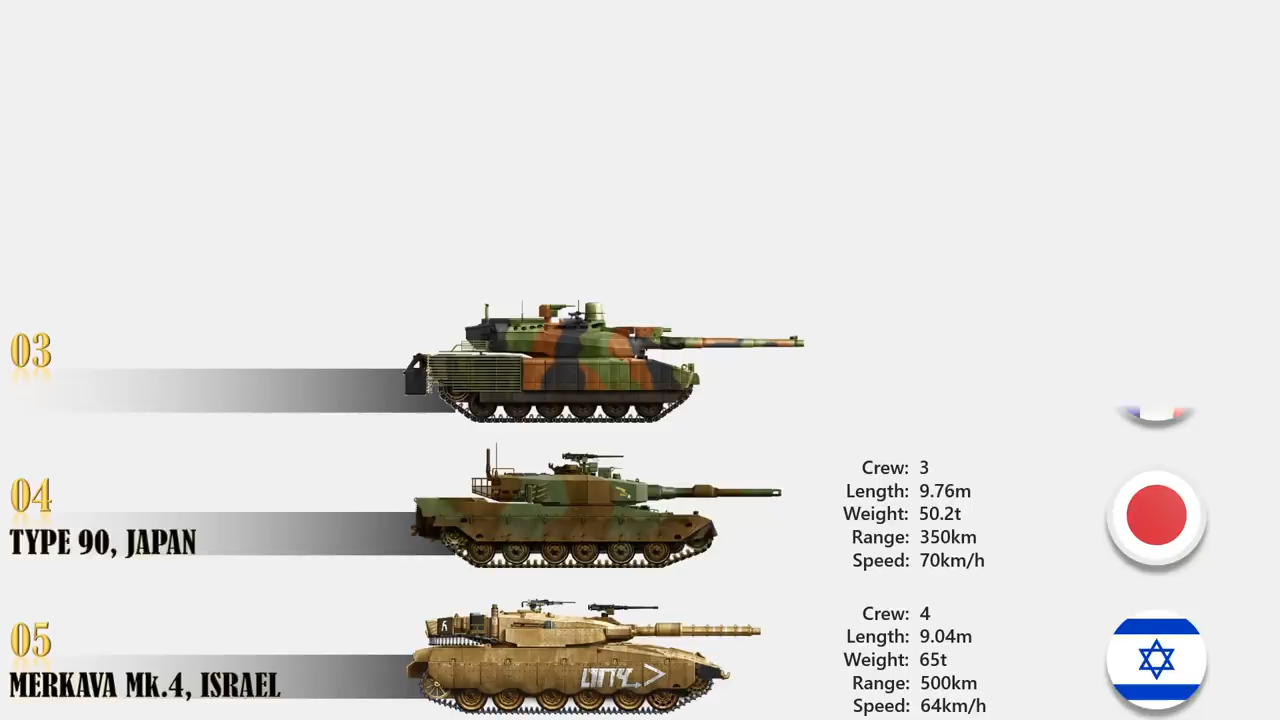 03
04
TYPE 90, JAPAN
Crew: 3
Length: 9.76m
Weight: 50.2t
Range: 350km
Speed: 70km/h
05
MERKAVA Mk.4, ISRAEL
Crew: 4
Length: 9.04m
Weight: 65t
Range: 500km
Speed: 64km/h